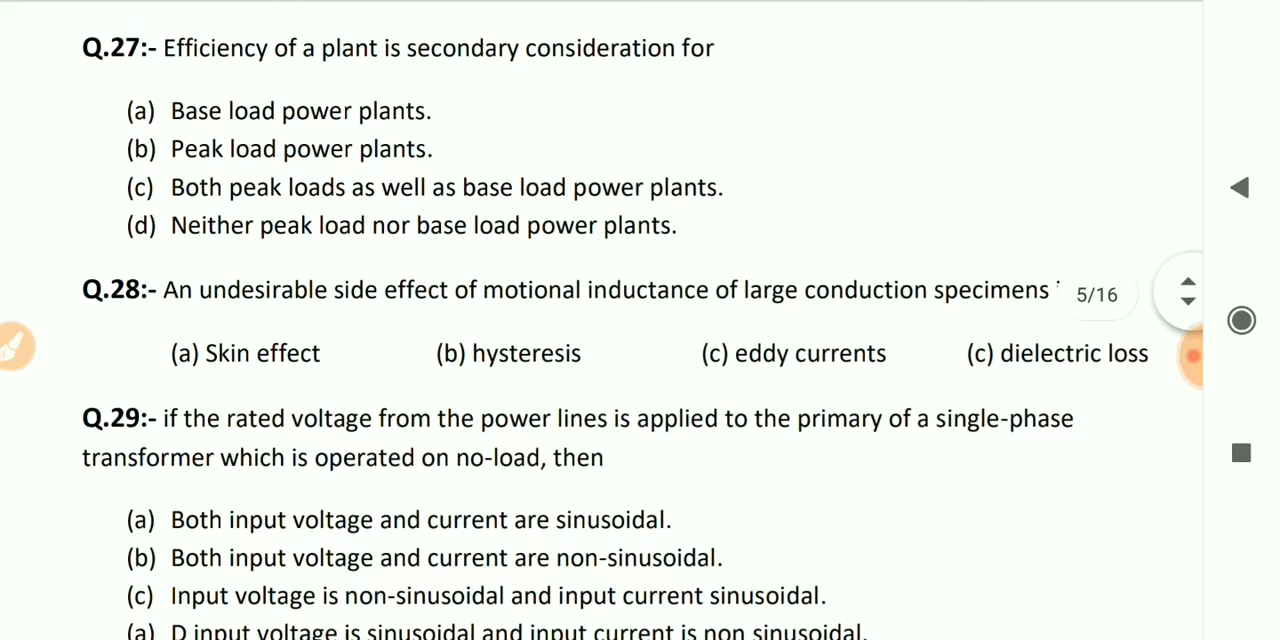 Q.27:- Efficiency of a plant is secondary consideration for
(a) Base load power plants.
(b) Peak load power plants.
(c) Both peak loads as well as base load power plants.
(d) Neither peak load nor base load power plants.
Q.28:- An undesirable side effect of motional inductance of large conduction specimens
5/16
(a) Skin effect (b) hysteresis (c) eddy currents (c) dielectric loss
Q.29:- if the rated voltage from the power lines is applied to the primary of a single-phase
transformer which is operated on no-load, then
(a) Both input voltage and current are sinusoidal.
(b) Both input voltage and current are non-sinusoidal.
(c) Input voltage is non-sinusoidal and input current sinusoidal.
(a) D input voltage is sinusoidal and input current is non sinusoidal.